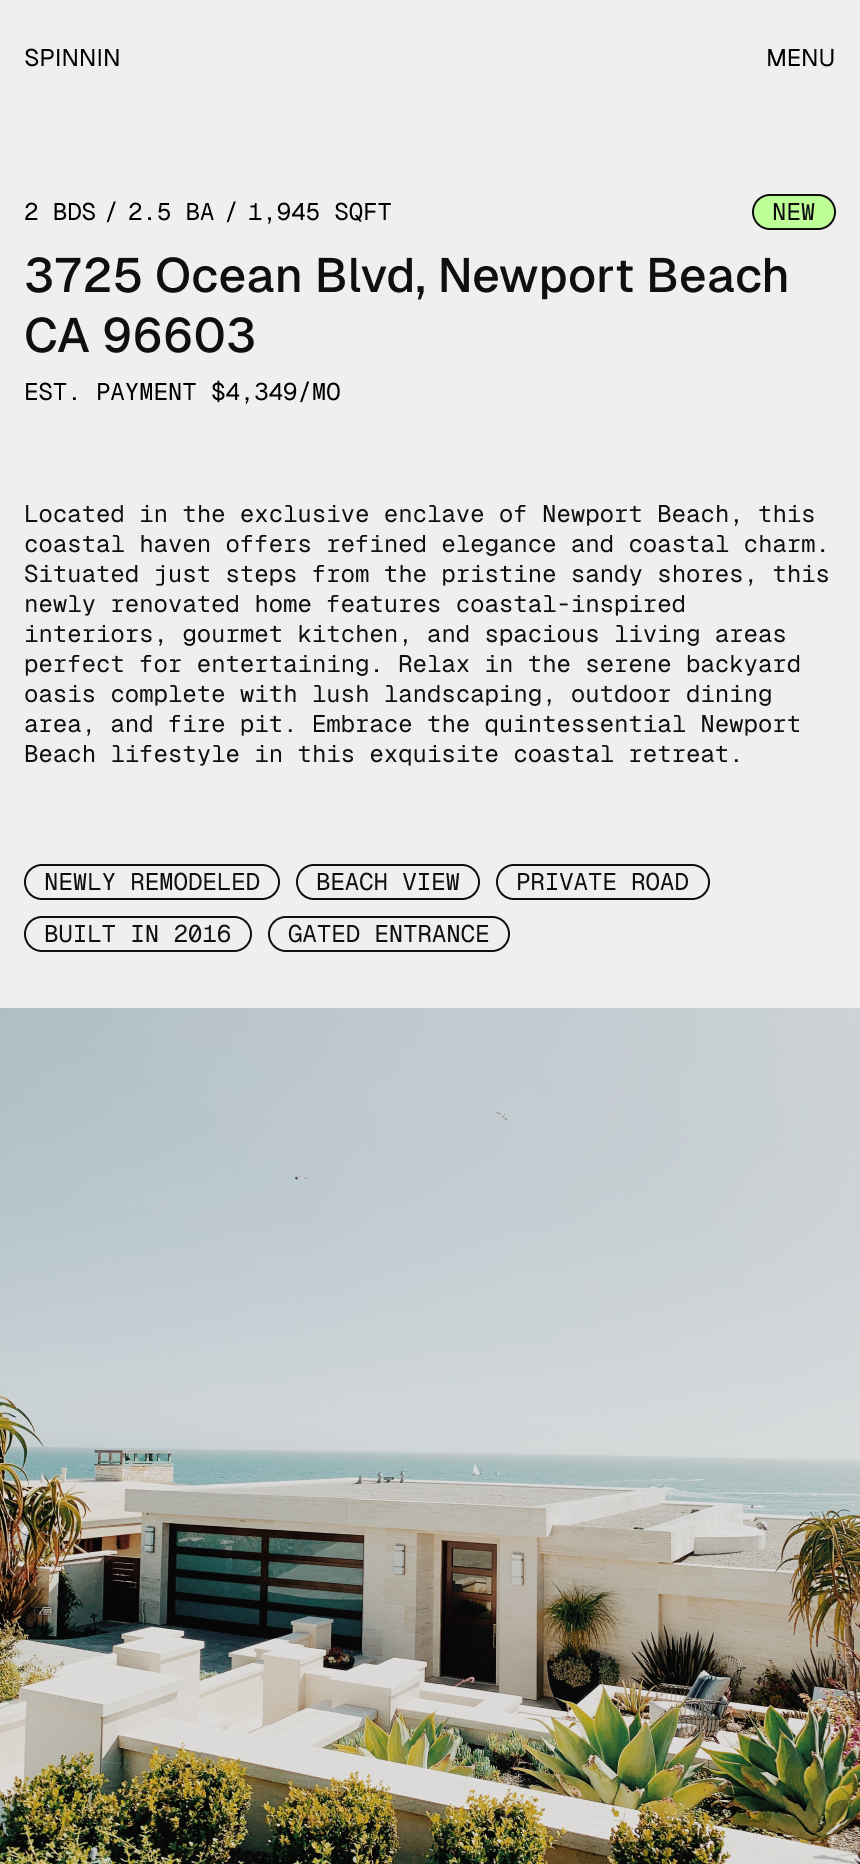 SPINNIN
MENU
2 BDS / 2.5 BA / 1,945 SQFT
NEW
3725 Ocean Blvd, Newport Beach
CA 96603
EST. PAYMENT $4,349/MO
Located in the exclusive enclave of Newport Beach, this
coastal haven offers refined elegance and coastal charm.
Situated just steps from the pristine sandy shores, this
newly renovated home features coastal-inspired
interiors, gourmet kitchen, and spacious living areas
perfect for entertaining. Relax in the serene backyard
oasis complete with lush landscaping, outdoor dining
area, and fire pit. Embrace the quintessential Newport
Beach lifestyle in this exquisite coastal retreat.
NEWLY REMODELED
BEACH VIEW
PRIVATE ROAD
BUILT IN 2016
GATED ENTRANCE